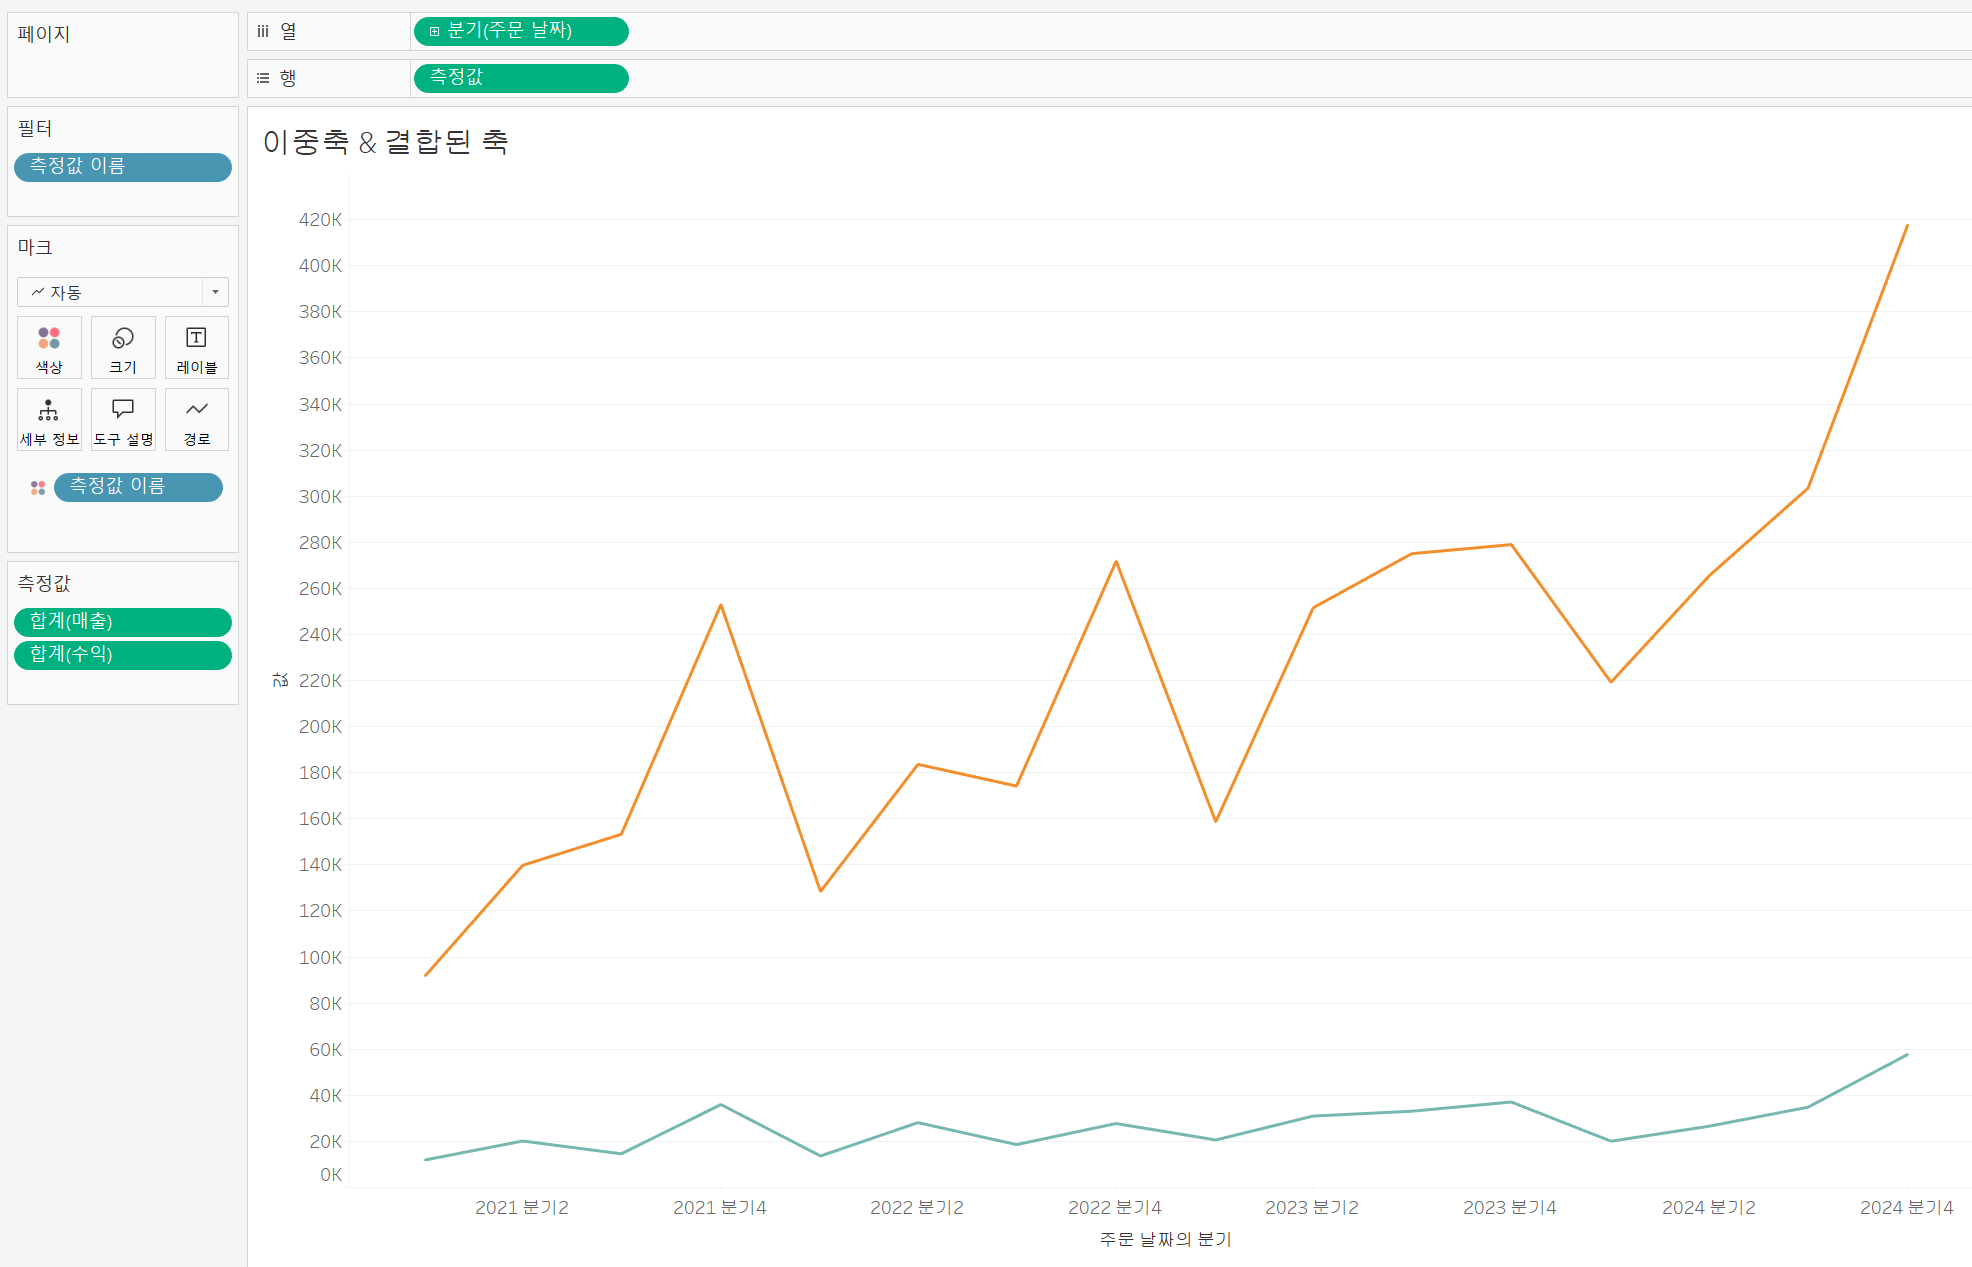 페이지
열
분기(주문 날짜)
행
측정값
필터
측정값 이름
마크
자동
색상
크기
레이블
세부 정보
도구 설명
경로
측정값 이름
측정값
합계(매출)
합계(수익)
이중축 & 결합된 축
420K
400K
380K
360K
340K
320K
300K
280K
260K
240K
값
220K
200K
180K
160K
140K
120K
100K
80K
60K
40K
20K
0K
2021 분기2
2021 분기4
2022 분기2
2022 분기4
2023 분기2
2023 분기4
2024 분기2
2024 분기4
주문 날짜의 분기